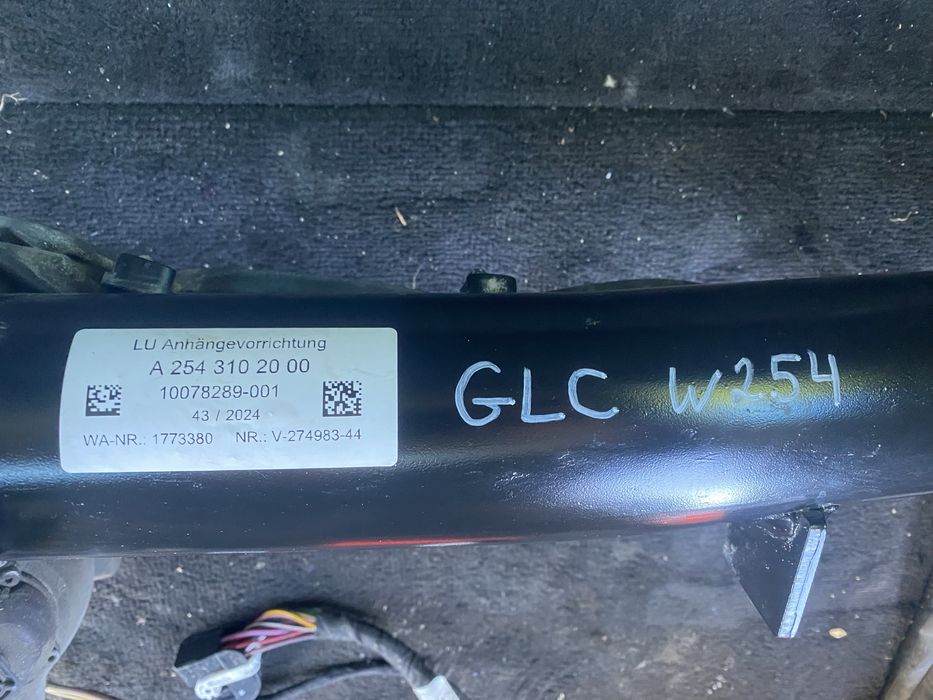 LU Anhängevorrichtung
A 254 310 20 00
10078289-001
43 / 2024
WA-NR.: 1773380 NR.: V-274983-44
GLC W254